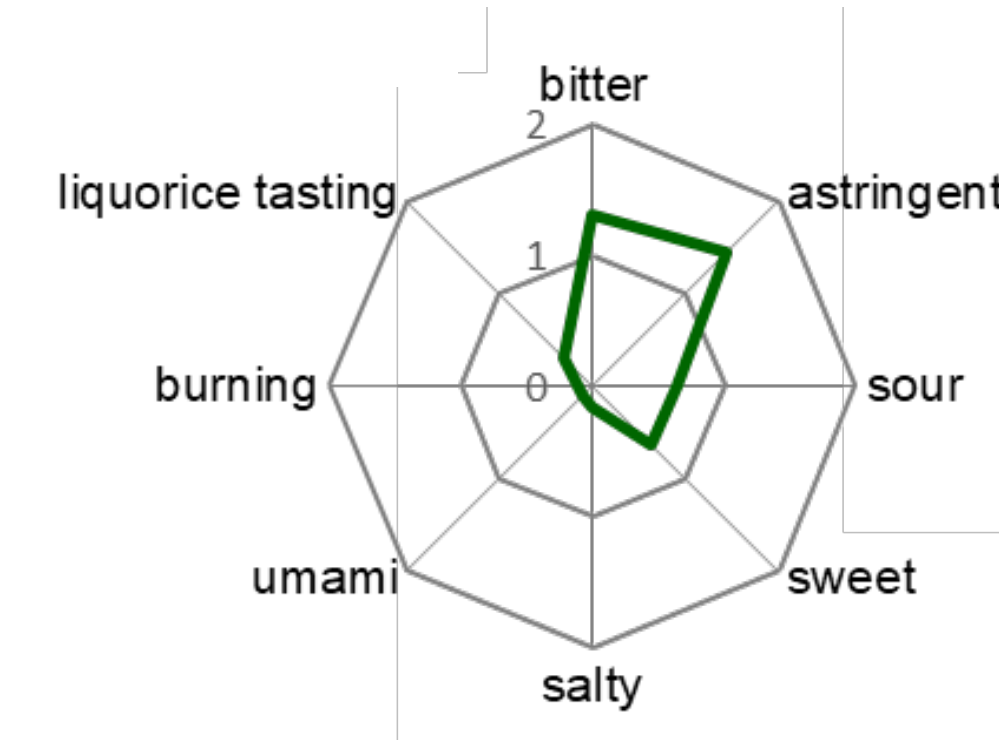 bitter
2
liquorice tasting
astringent
1
burning
0
sour
umami
sweet
salty